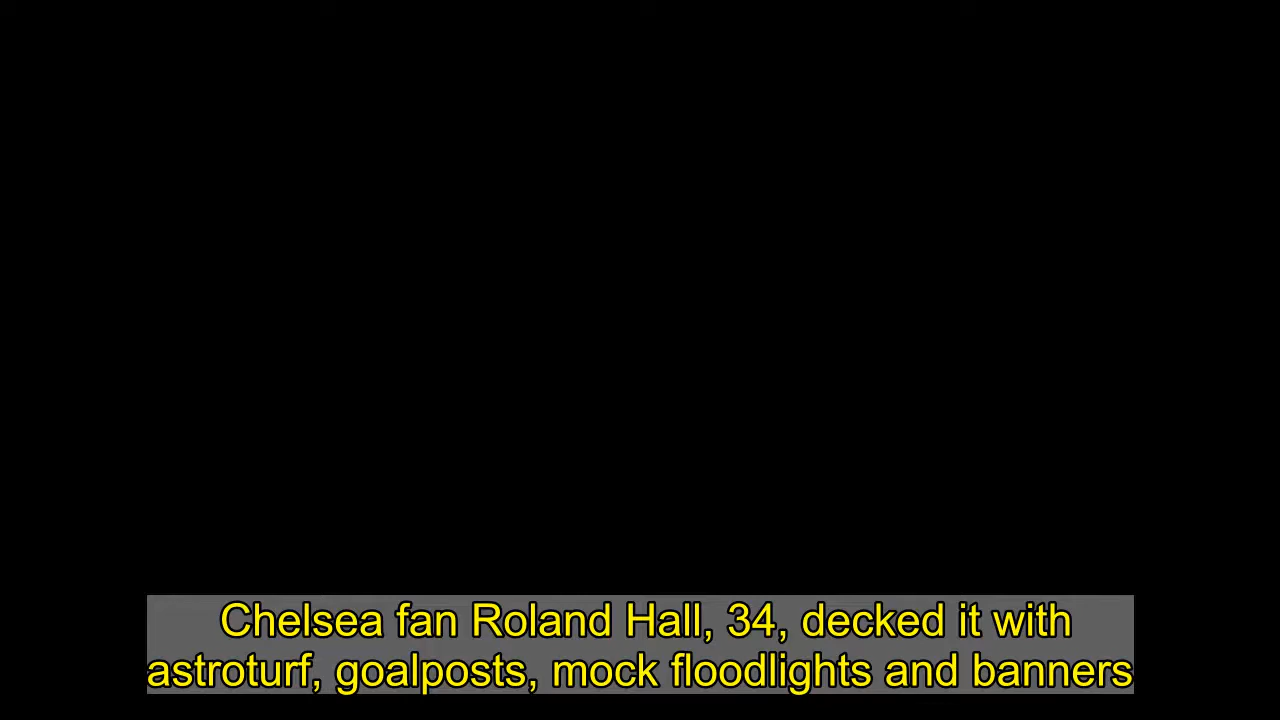 Chelsea fan Roland Hall, 34, decked it with
astroturf, goalposts, mock floodlights and banners